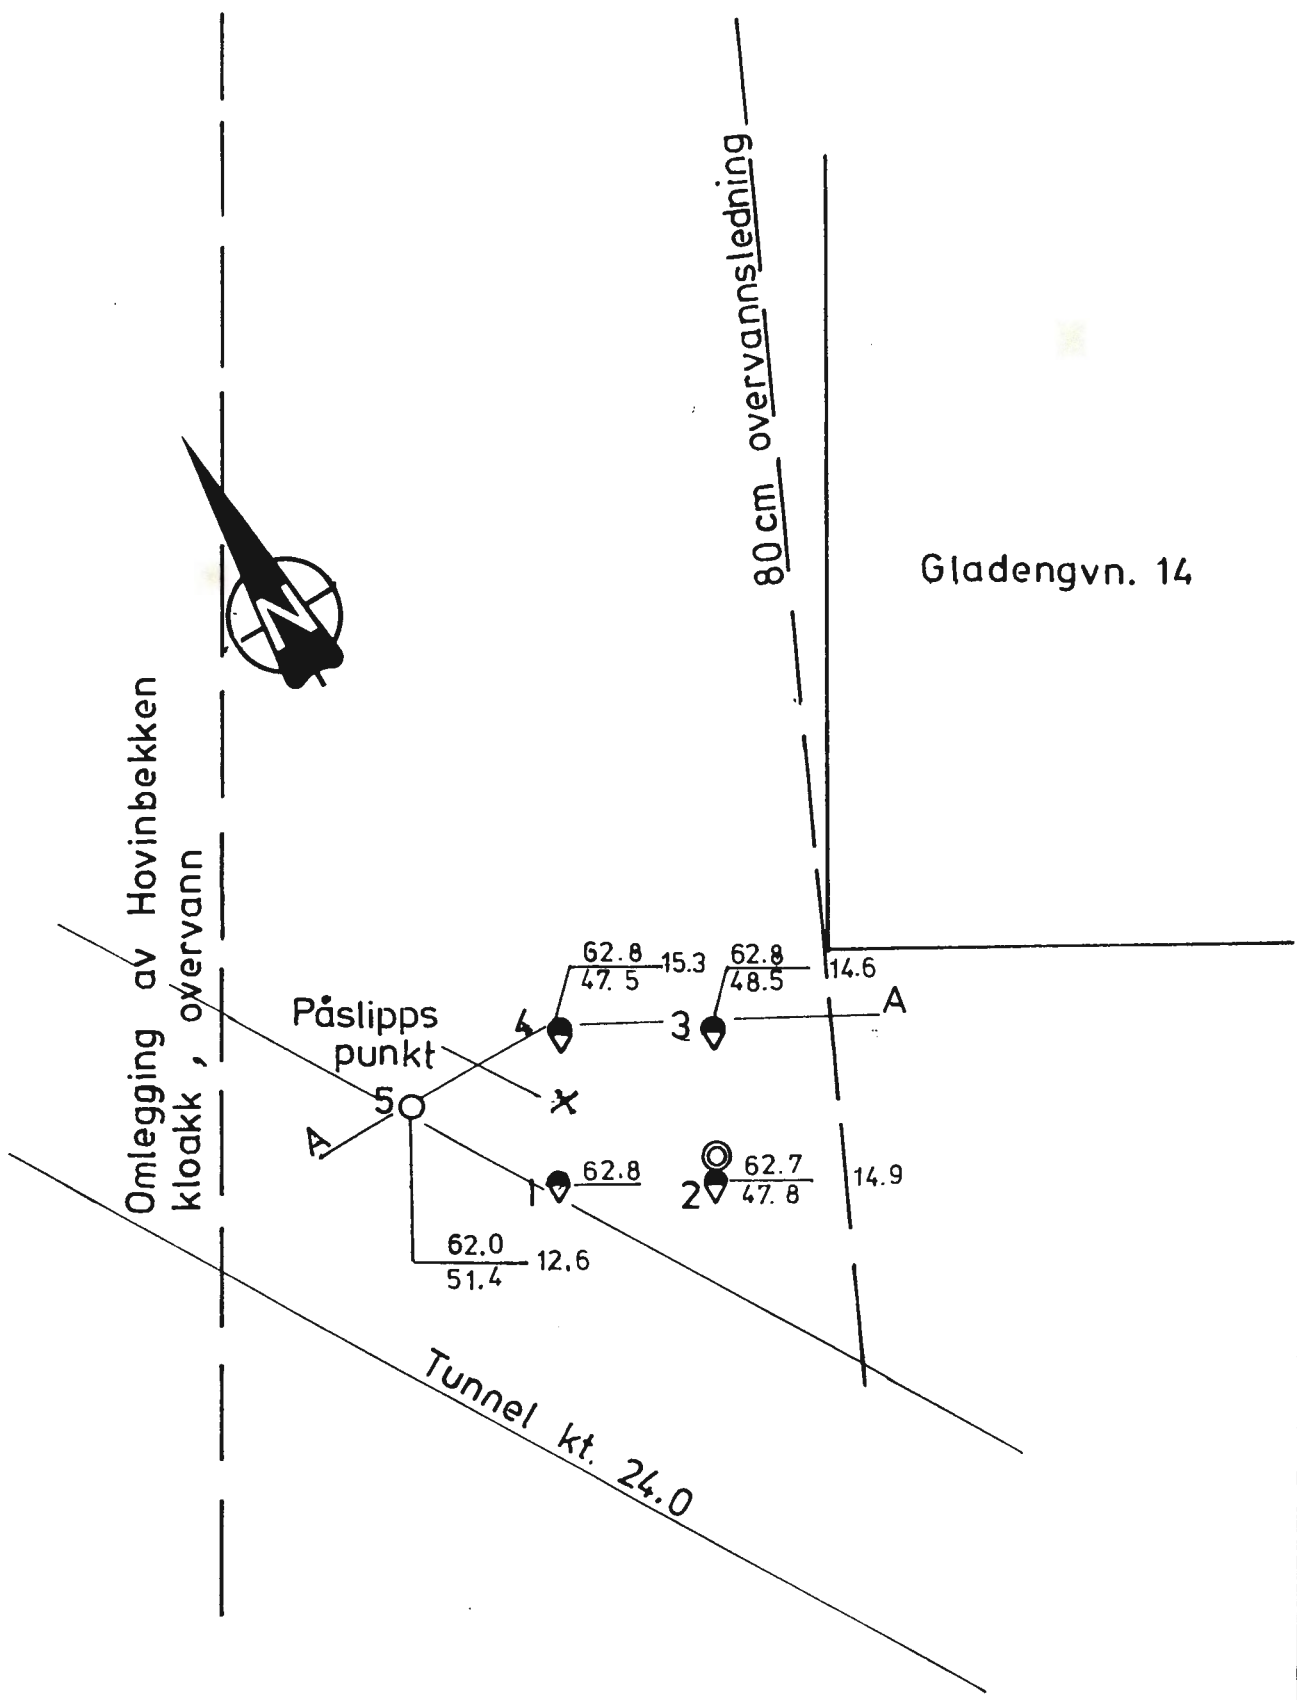 80 cm overvannsledning
Gladengvn. 14
N
Omlegging av Hovinbekken
kloakk, overvann
62.8
47.5
15.3
62.8
48.5
14.6
Påslipps
punkt
4
3
A
5
A
1
62.8
2
62.7
47.8
14.9
62.0
51.4
12.6
Tunnel kt. 24.0